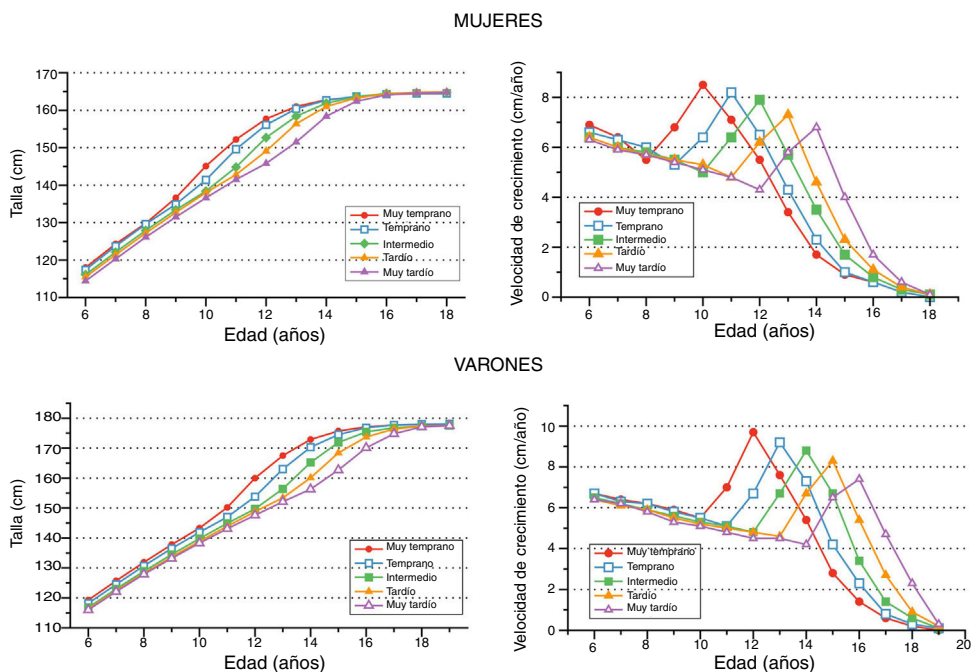 MUJERES
Talla (cm)
170
160
150
140
130
120
110
6 8 10 12 14 16 18
Edad (años)
Muy temprano
Temprano
Intermedio
Tardío
Muy tardío
Velocidad de crecimiento (cm/año)
8
6
4
2
0
6 8 10 12 14 16 18
Edad (años)
Muy temprano
Temprano
Intermedio
Tardío
Muy tardío
VARONES
Talla (cm)
180
170
160
150
140
130
120
110
6 8 10 12 14 16 18
Edad (años)
Muy temprano
Temprano
Intermedio
Tardío
Muy tardío
Velocidad de crecimiento (cm/año)
10
8
6
4
2
0
6 8 10 12 14 16 18 20
Edad (años)
Muy temprano
Temprano
Intermedio
Tardío
Muy tardío